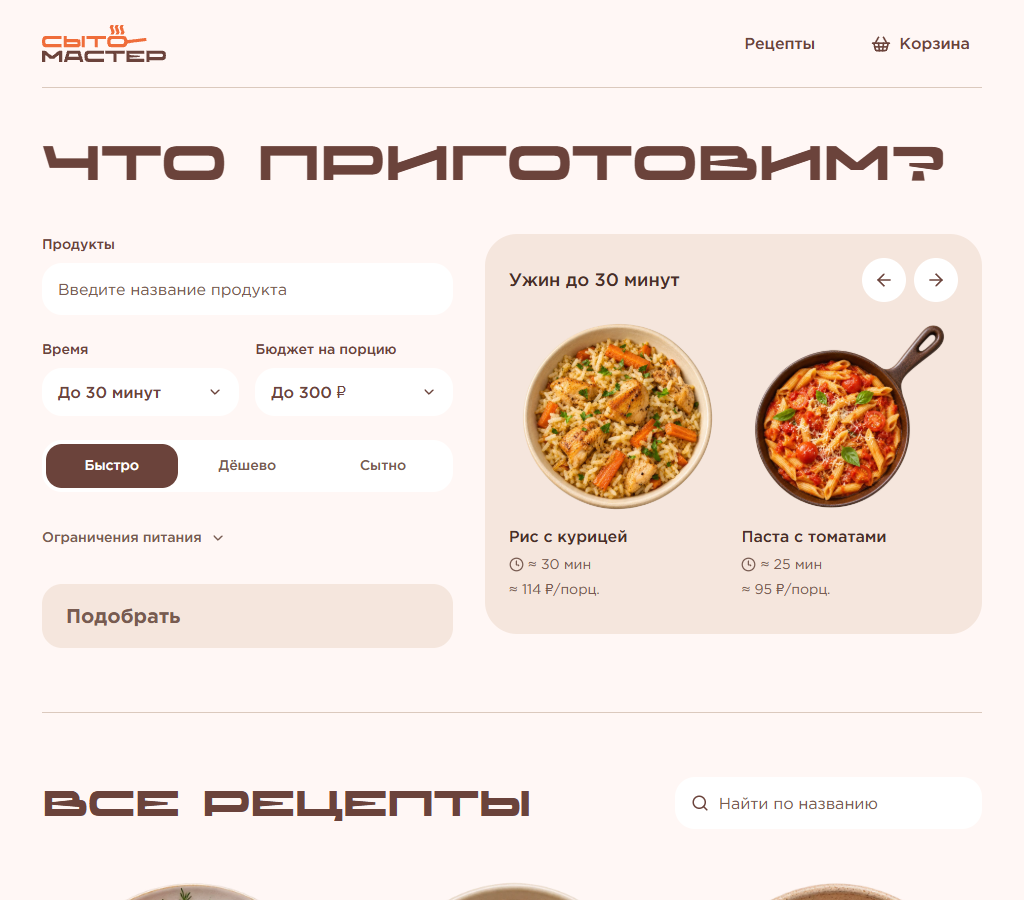 СЫТО
МАСТЕР
Рецепты
Корзина
ЧТО ПРИГОТОВИМ?
Продукты
Введите название продукта
Время
Бюджет на порцию
До 30 минут
До 300 ₽
Быстро
Дёшево
Сытно
Ограничения питания
Подобрать
Ужин до 30 минут
Рис с курицей
≈ 30 мин
≈ 114 ₽/порц.
Паста с томатами
≈ 25 мин
≈ 95 ₽/порц.
ВСЕ РЕЦЕПТЫ
Найти по названию